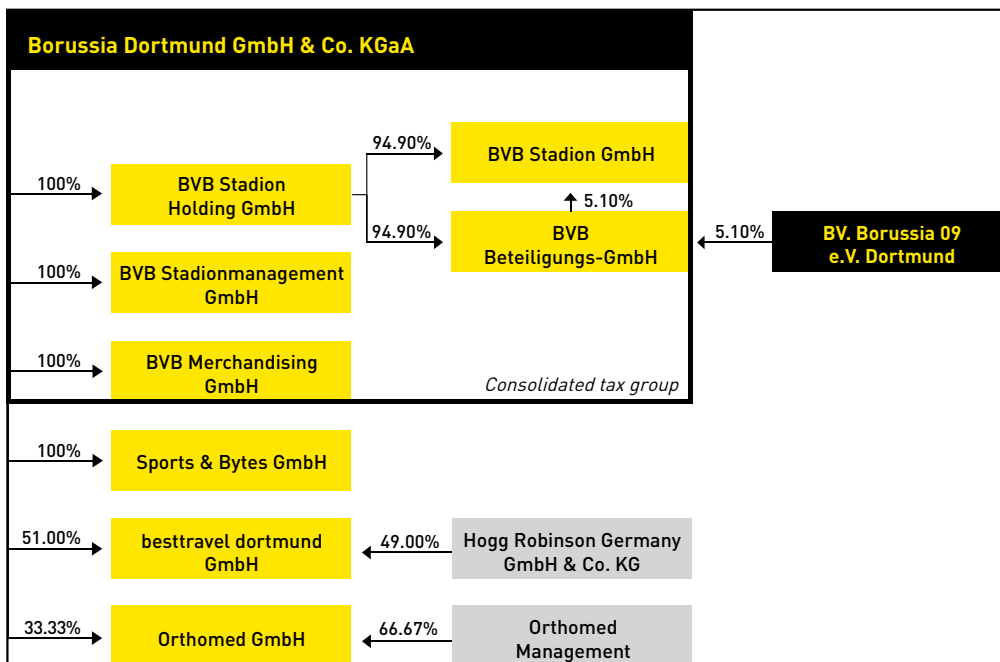 Borussia Dortmund GmbH & Co. KGaA
94.90%
BVB Stadion GmbH
100%
BVB Stadion
Holding GmbH
5.10%
94.90%
BVB
Beteiligungs-GmbH
5.10%
BV. Borussia 09
e.V. Dortmund
100%
BVB Stadionmanagement
GmbH
100%
BVB Merchandising
GmbH
Consolidated tax group
100%
Sports & Bytes GmbH
51.00%
besttravel dortmund
GmbH
49.00%
Hogg Robinson Germany
GmbH & Co. KG
33.33%
Orthomed GmbH
66.67%
Orthomed
Management